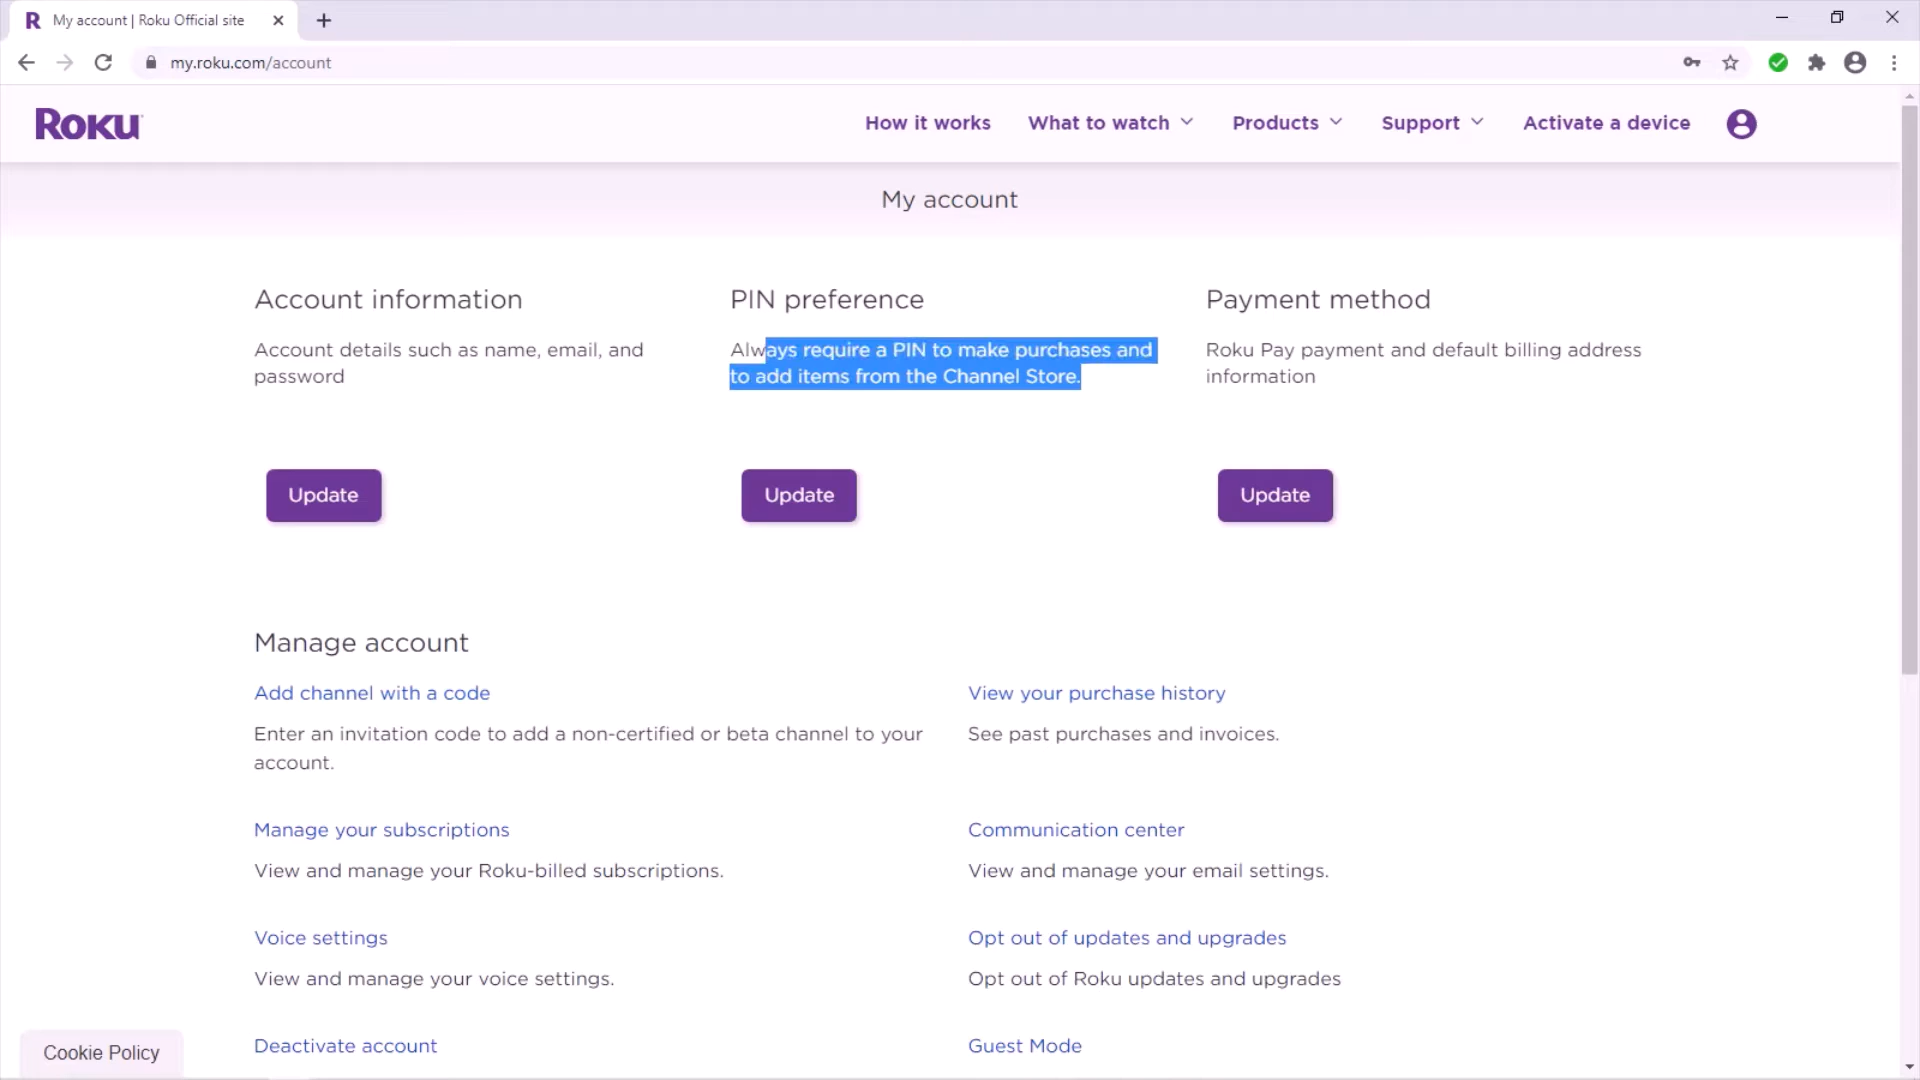 R My account | Roku Official site
my.roku.com/account
ROKU
How it works What to watch Products Support Activate a device
My account
Account information
Account details such as name, email, and
password
Update
PIN preference
Always require a PIN to make purchases and
to add items from the Channel Store.
Update
Payment method
Roku Pay payment and default billing address
information
Update
Manage account
Add channel with a code
Enter an invitation code to add a non-certified or beta channel to your
account.
View your purchase history
See past purchases and invoices.
Manage your subscriptions
View and manage your Roku-billed subscriptions.
Communication center
View and manage your email settings.
Voice settings
View and manage your voice settings.
Opt out of updates and upgrades
Opt out of Roku updates and upgrades
Deactivate account
Guest Mode
Cookie Policy